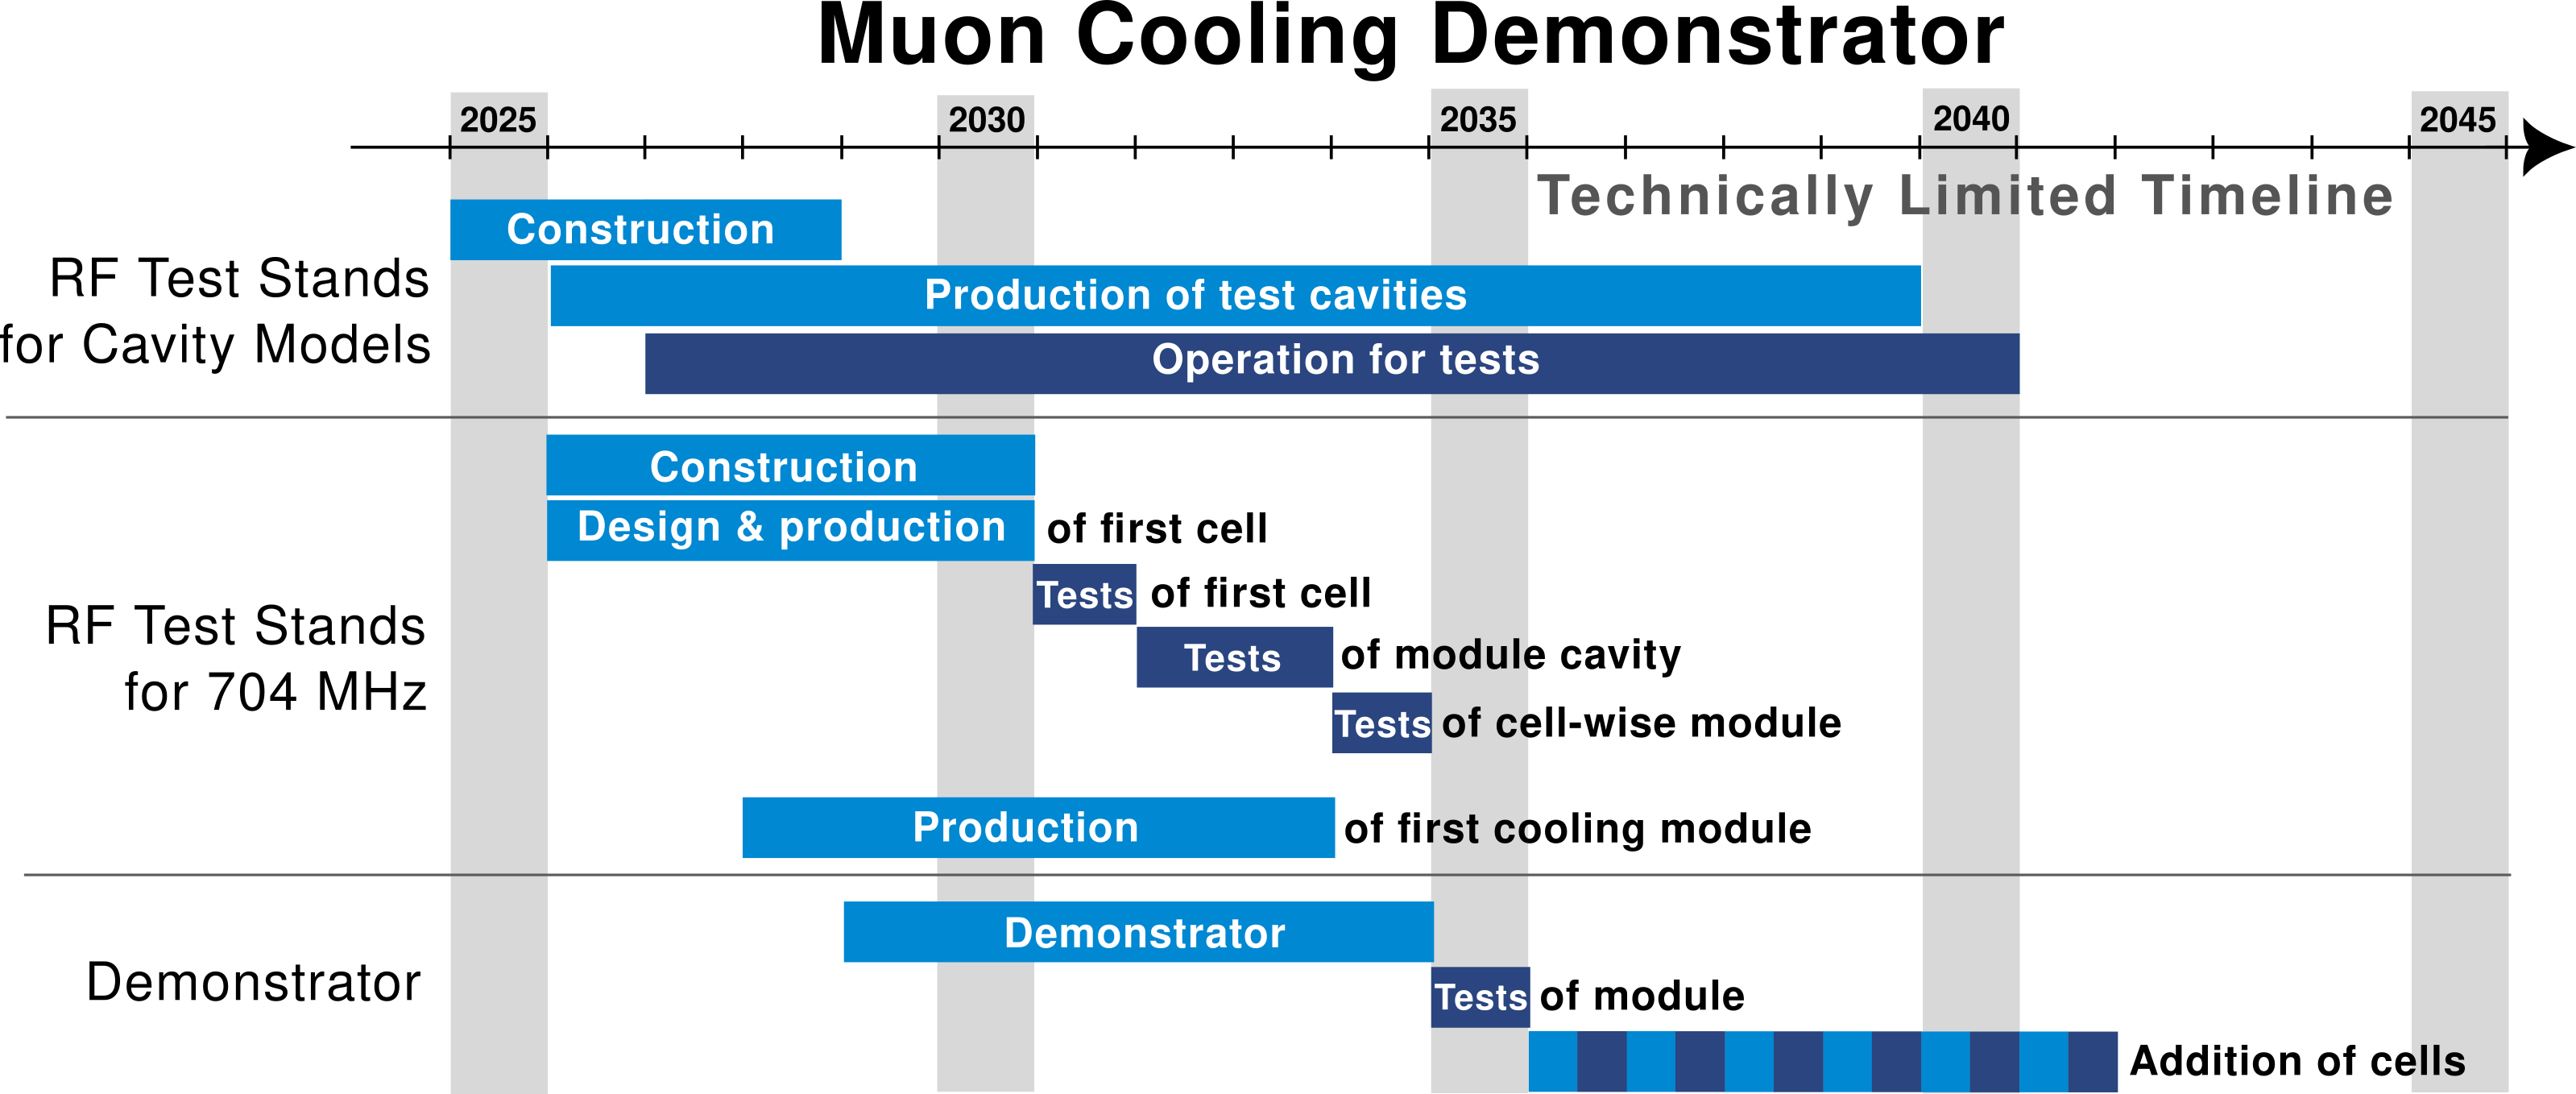 Muon Cooling Demonstrator
2025 2030 2035 2040 2045
Technically Limited Timeline
RF Test Stands
for Cavity Models
Construction
Production of test cavities
Operation for tests
RF Test Stands
for 704 MHz
Construction
Design & production of first cell
Tests of first cell
Tests of module cavity
Tests of cell-wise module
Production of first cooling module
Demonstrator
Demonstrator
Tests of module
Addition of cells